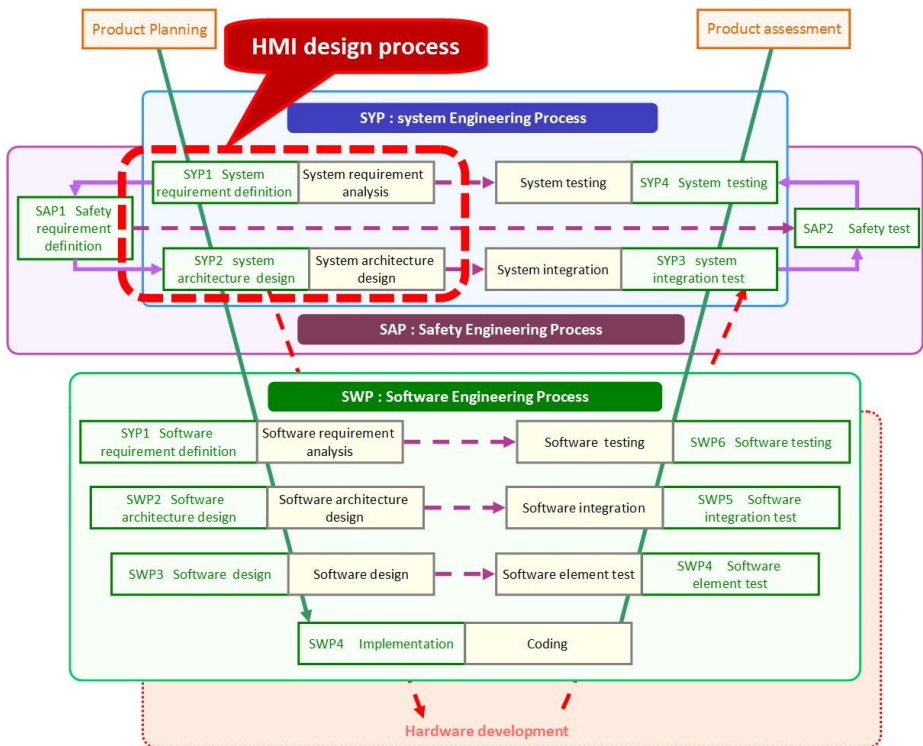 Product Planning
Product assessment
HMI design process
SYP : system Engineering Process
SYP1 System
requirement definition
System requirement
analysis
System testing
SYP4 System testing
SAP1 Safety
requirement
definition
SAP2 Safety test
SYP2 system
architecture design
System architecture
design
System integration
SYP3 system
integration test
SAP : Safety Engineering Process
SWP : Software Engineering Process
SYP1 Software
requirement definition
Software requirement
analysis
Software testing
SWP6 Software testing
SWP2 Software
architecture design
Software architecture
design
Software integration
SWP5 Software
integration test
SWP3 Software design
Software design
Software element test
SWP4 Software
element test
SWP4 Implementation
Coding
Hardware development